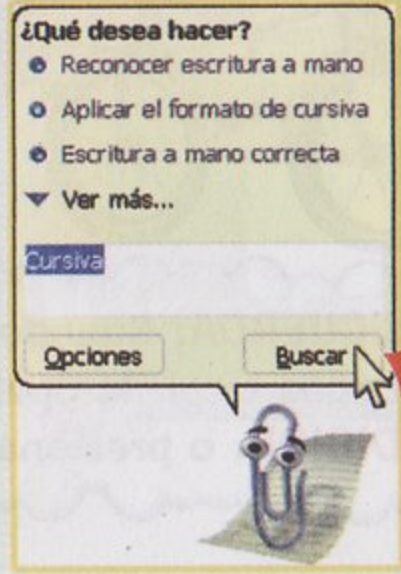 ¿Qué desea hacer?
Reconocer escritura a mano
Aplicar el formato de cursiva
Escritura a mano correcta
Ver más...
Cursiva
Opciones
Buscar